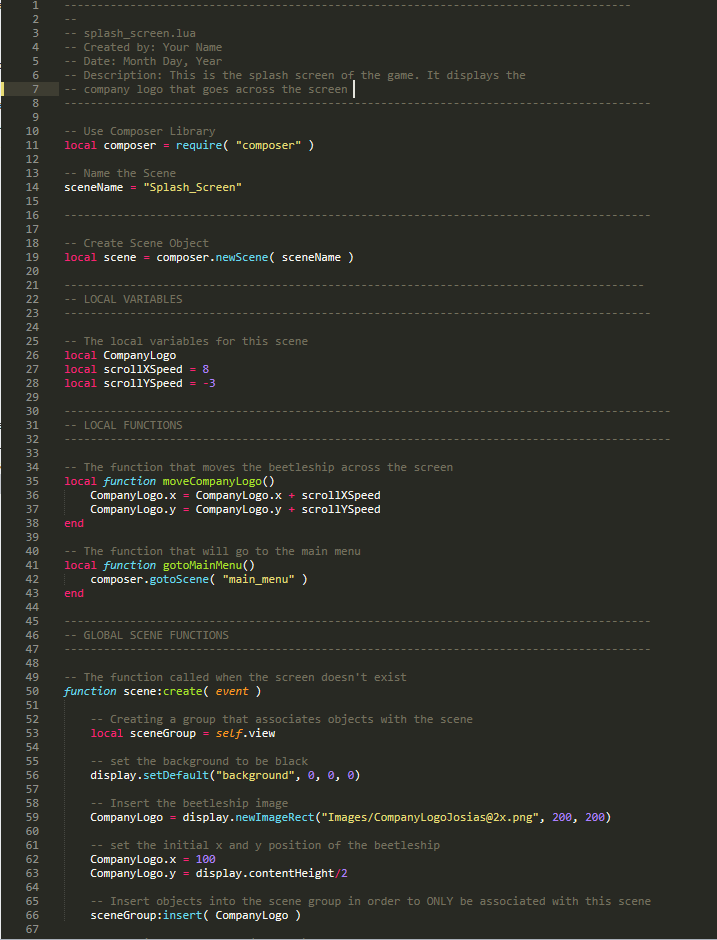 1 -----------------------------------------------------------------------------------------
2 --
3 -- splash_screen.lua
4 -- Created by: Your Name
5 -- Date: Month Day, Year
6 -- Description: This is the splash screen of the game. It displays the
7 -- company logo that goes across the screen
8 -----------------------------------------------------------------------------------------
9
10 -- Use Composer Library
11 local composer = require( "composer" )
12
13 -- Name the Scene
14 sceneName = "Splash_Screen"
15
16 -----------------------------------------------------------------------------------------
17
18 -- Create Scene Object
19 local scene = composer.newScene( sceneName )
20
21 ----------------------------------------------------------------------------------------
22 -- LOCAL VARIABLES
23 -----------------------------------------------------------------------------------------
24
25 -- The local variables for this scene
26 local CompanyLogo
27 local scrollXSpeed = 8
28 local scrollYSpeed = -3
29
30 --------------------------------------------------------------------------------------------
31 -- LOCAL FUNCTIONS
32 --------------------------------------------------------------------------------------------
33
34 -- The function that moves the beetleship across the screen
35 local function moveCompanyLogo()
36     CompanyLogo.x = CompanyLogo.x + scrollXSpeed
37     CompanyLogo.y = CompanyLogo.y + scrollYSpeed
38 end
39
40 -- The function that will go to the main menu
41 local function gotoMainMenu()
42     composer.gotoScene( "main_menu" )
43 end
44
45 -----------------------------------------------------------------------------------------
46 -- GLOBAL SCENE FUNCTIONS
47 -----------------------------------------------------------------------------------------
48
49 -- The function called when the screen doesn't exist
50 function scene:create( event )
51
52     -- Creating a group that associates objects with the scene
53     local sceneGroup = self.view
54
55     -- set the background to be black
56     display.setDefault("background", 0, 0, 0)
57
58     -- Insert the beetleship image
59     CompanyLogo = display.newImageRect("Images/CompanyLogoJosias@2x.png", 200, 200)
60
61     -- set the initial x and y position of the beetleship
62     CompanyLogo.x = 100
63     CompanyLogo.y = display.contentHeight/2
64
65     -- Insert objects into the scene group in order to ONLY be associated with this scene
66     sceneGroup:insert( CompanyLogo )
67